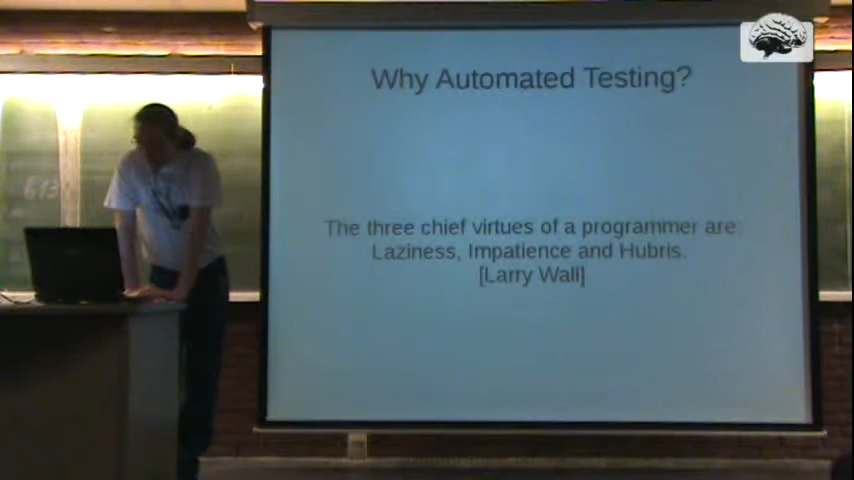 Why Automated Testing?
The three chief virtues of a programmer are
Laziness, Impatience and Hubris.
[Larry Wall]